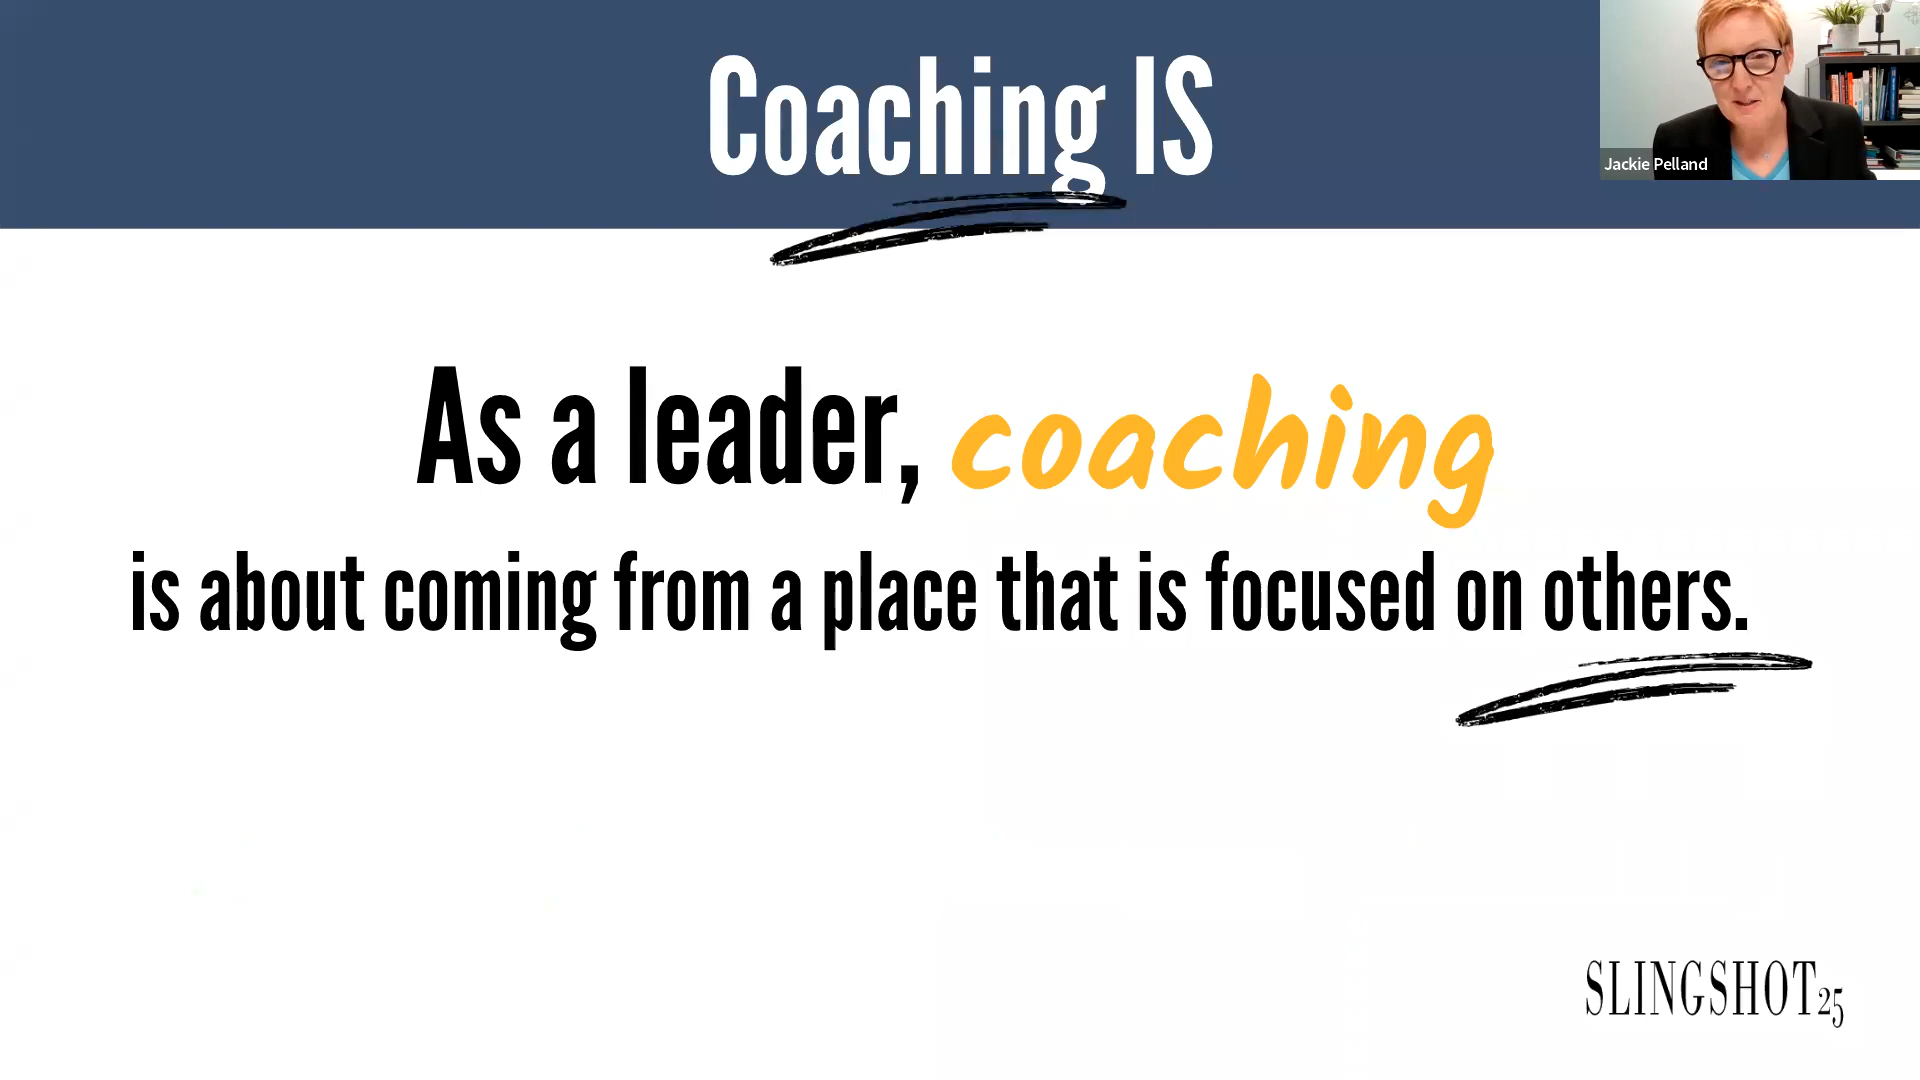 Coaching IS
Jackie Pelland
As a leader, coaching
is about coming from a place that is focused on others.
SLINGSHOT25